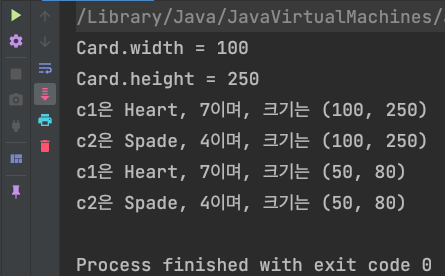 /Library/Java/JavaVirtualMachines/
Card.width = 100
Card.height = 250
c1은 Heart, 7이며, 크기는 (100, 250)
c2은 Spade, 4이며, 크기는 (100, 250)
c1은 Heart, 7이며, 크기는 (50, 80)
c2은 Spade, 4이며, 크기는 (50, 80)
Process finished with exit code 0